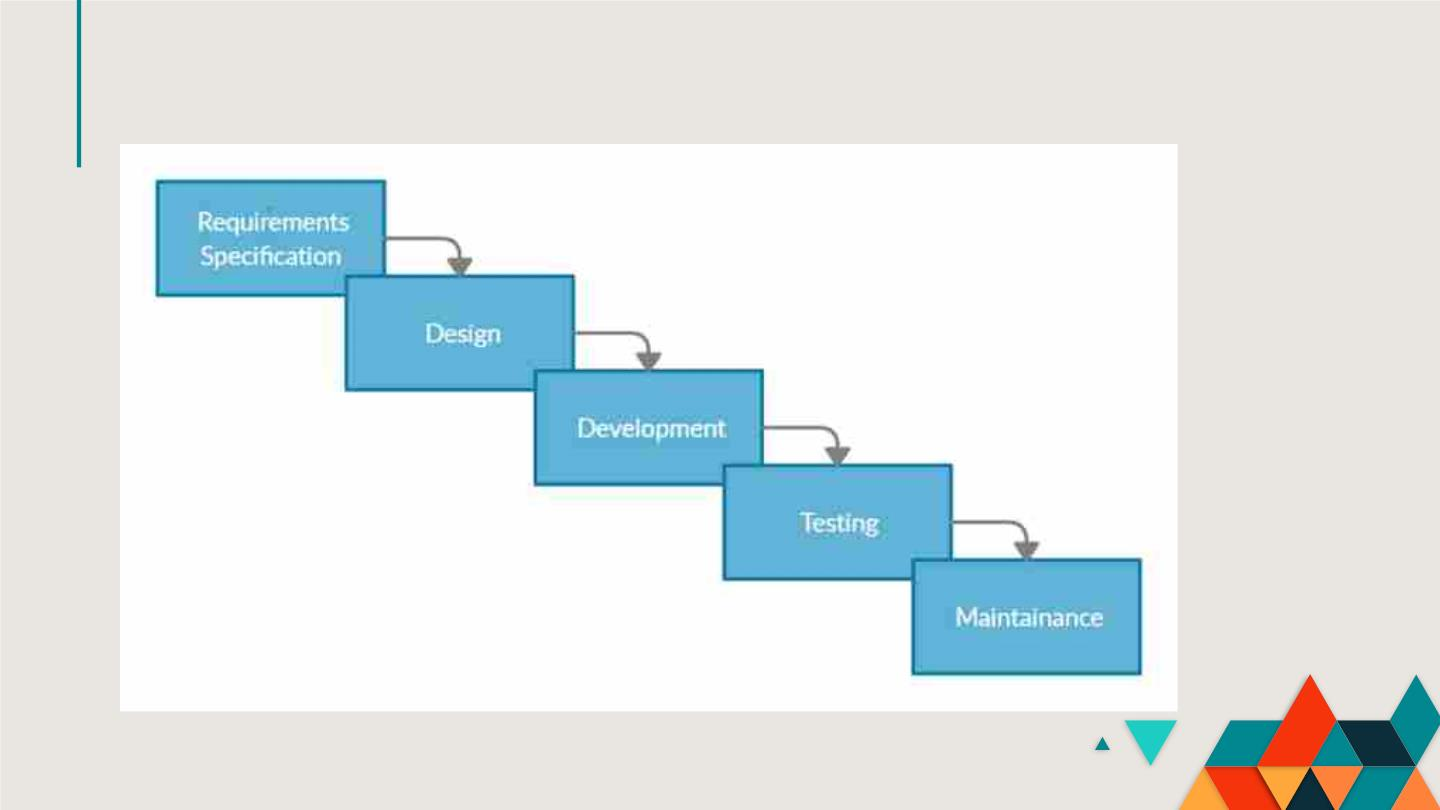 Requirements
Specification
Design
Development
Testing
Maintainance